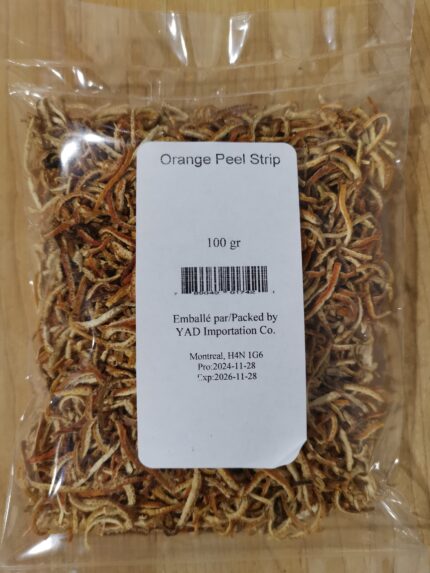 Orange Peel Strip
100 gr
Emballé par/Packed by
YAD Importation Co.
Montreal, H4N 1G6
Pro:2024-11-28
Exp:2026-11-28